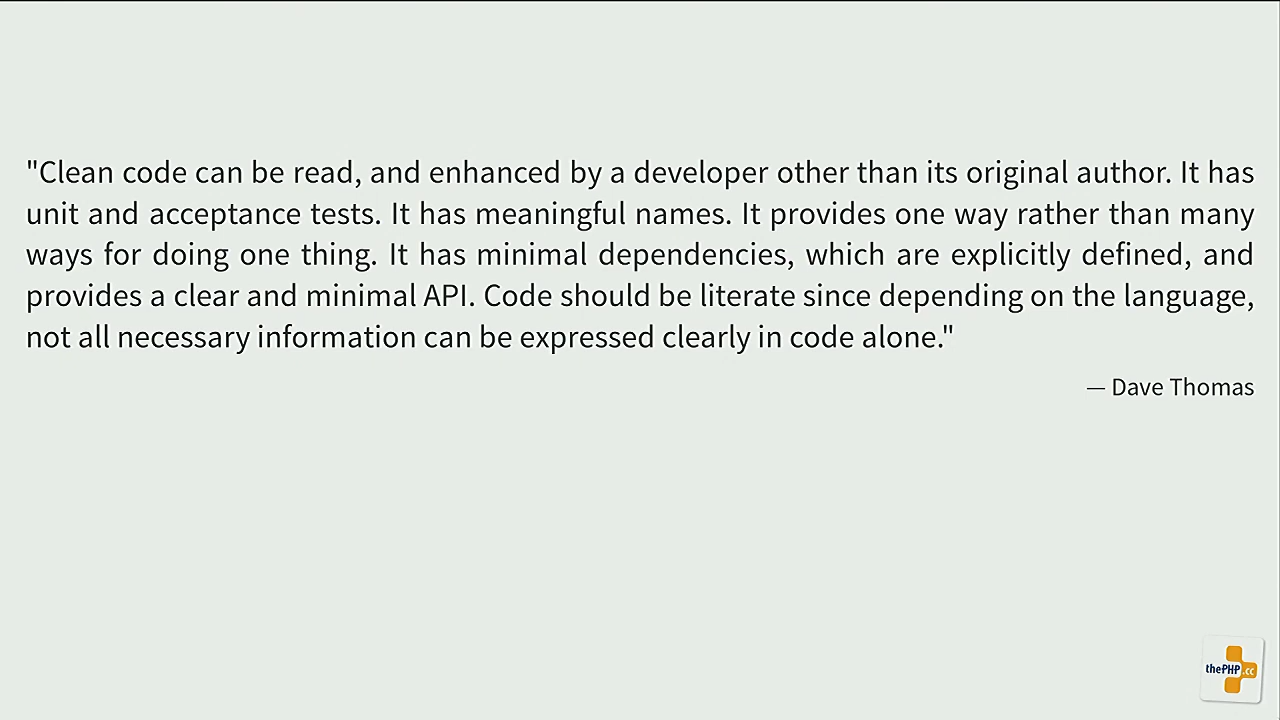 "Clean code can be read, and enhanced by a developer other than its original author. It has
unit and acceptance tests. It has meaningful names. It provides one way rather than many
ways for doing one thing. It has minimal dependencies, which are explicitly defined, and
provides a clear and minimal API. Code should be literate since depending on the language,
not all necessary information can be expressed clearly in code alone."
— Dave Thomas
thePHP.cc